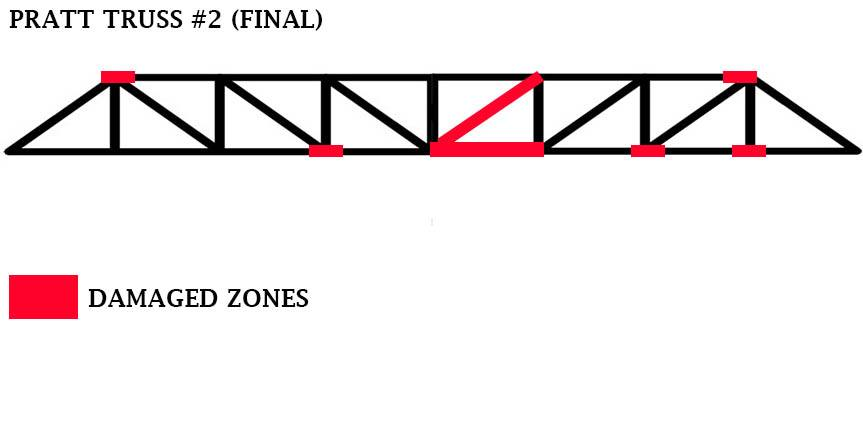 PRATT TRUSS #2 (FINAL)
DAMAGED ZONES